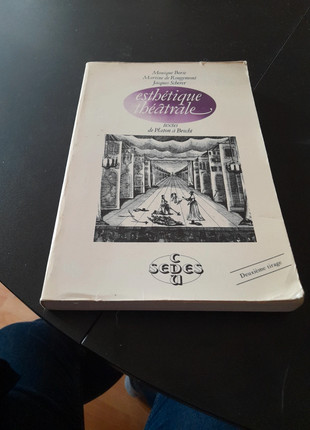 Monique Borie
Martine de Rougemont
Jacques Scherer
esthétique
théâtrale
textes
de Platon à Brecht
C
SEDES
D
U
Deuxième tirage